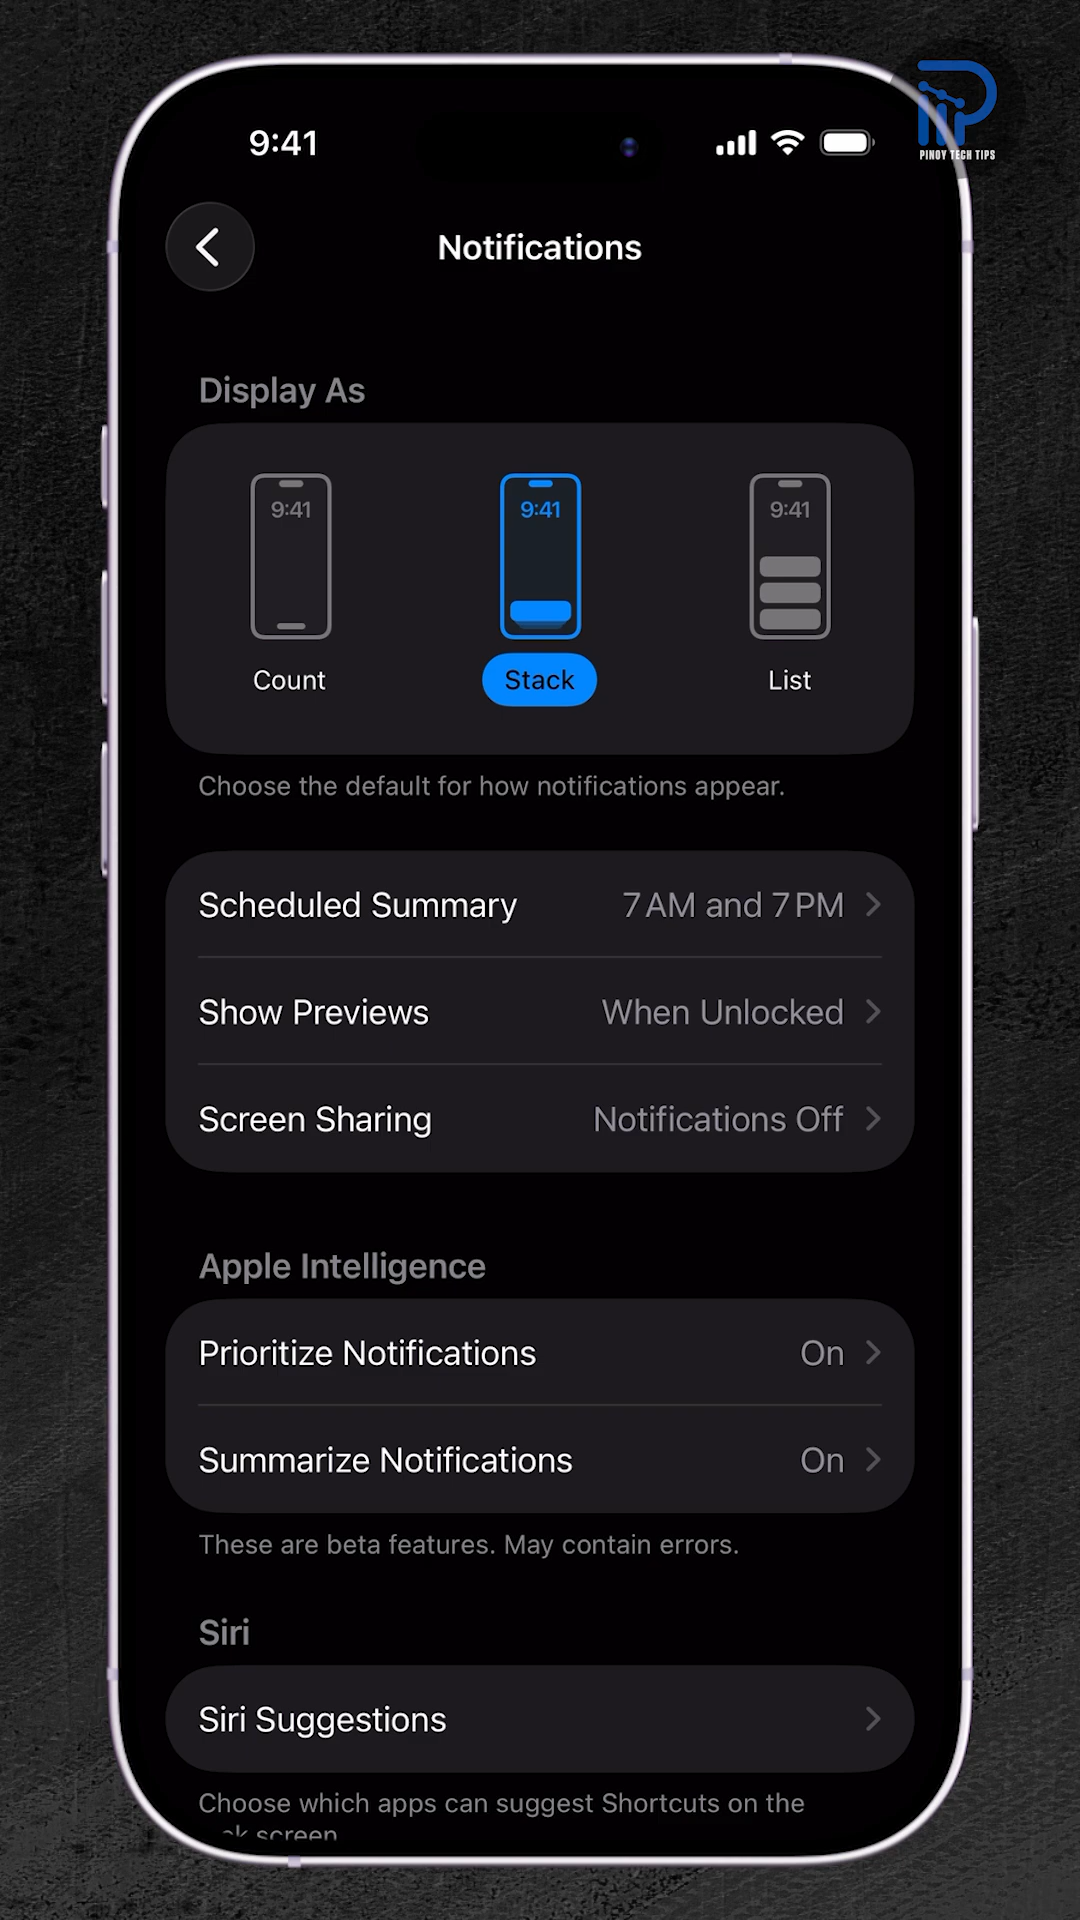 9:41
PINOY TECH TIPS
Notifications
Display As
9:41
9:41
9:41
Count
Stack
List
Choose the default for how notifications appear.
Scheduled Summary 7 AM and 7 PM
Show Previews When Unlocked
Screen Sharing Notifications Off
Apple Intelligence
Prioritize Notifications On
Summarize Notifications On
These are beta features. May contain errors.
Siri
Siri Suggestions
Choose which apps can suggest Shortcuts on the
screen